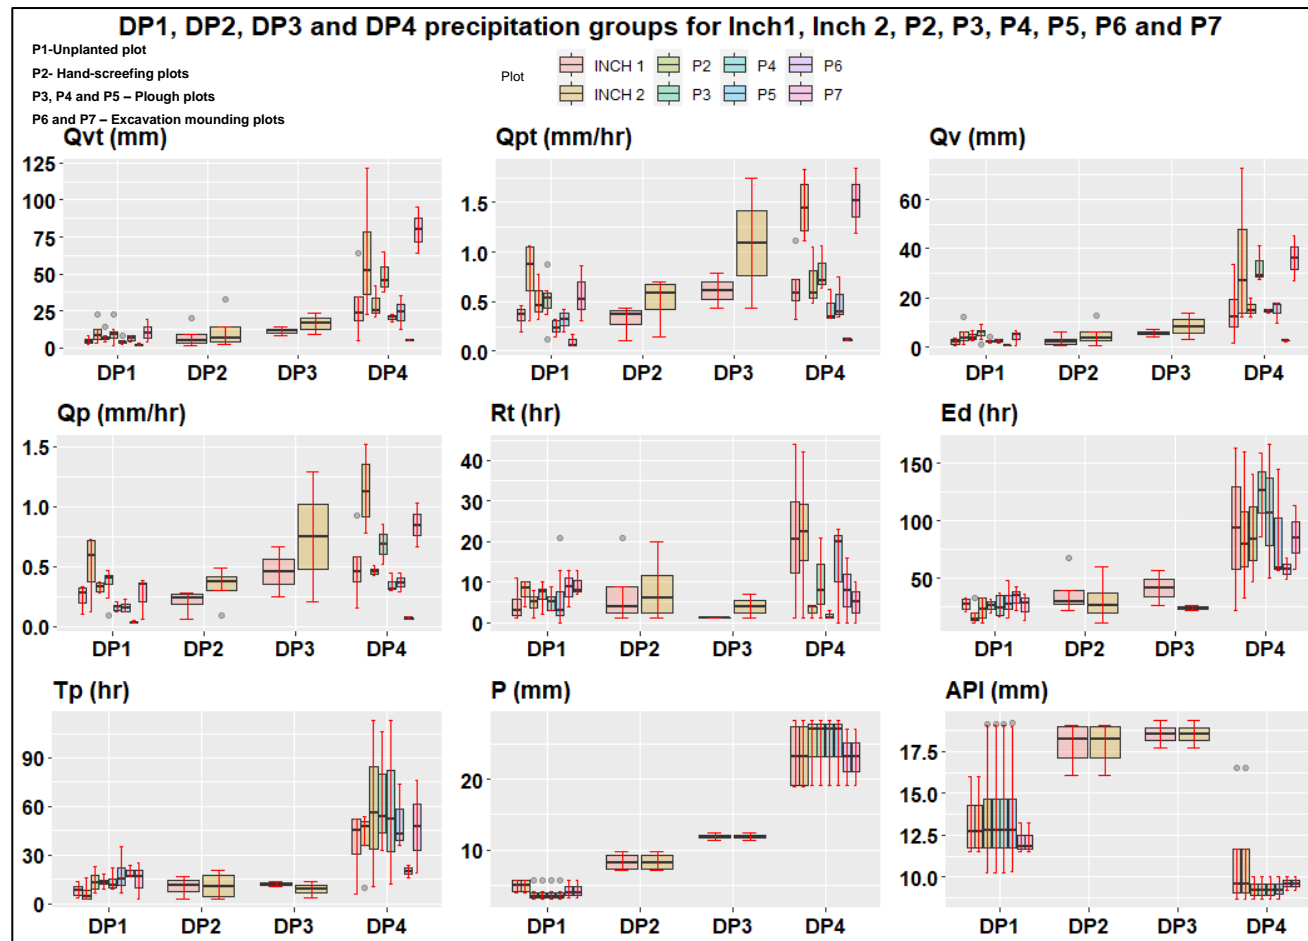 DP1, DP2, DP3 and DP4 precipitation groups for Inch1, Inch 2, P2, P3, P4, P5, P6 and P7
P1-Unplanted plot
P2- Hand-screefing plots
P3, P4 and P5 – Plough plots
P6 and P7 – Excavation mounding plots
Plot
INCH 1 P2 P4 P6
INCH 2 P3 P5 P7
Qvt (mm) Qpt (mm/hr) Qv (mm)
125
100
75
50
25
0
DP1 DP2 DP3 DP4
1.5
1.0
0.5
0.0
DP1 DP2 DP3 DP4
60
40
20
0
DP1 DP2 DP3 DP4
Qp (mm/hr) Rt (hr) Ed (hr)
1.5
1.0
0.5
0.0
DP1 DP2 DP3 DP4
40
30
20
10
0
DP1 DP2 DP3 DP4
150
100
50
DP1 DP2 DP3 DP4
Tp (hr) P (mm) API (mm)
90
60
30
0
DP1 DP2 DP3 DP4
20
10
DP1 DP2 DP3 DP4
17.5
15.0
12.5
10.0
DP1 DP2 DP3 DP4